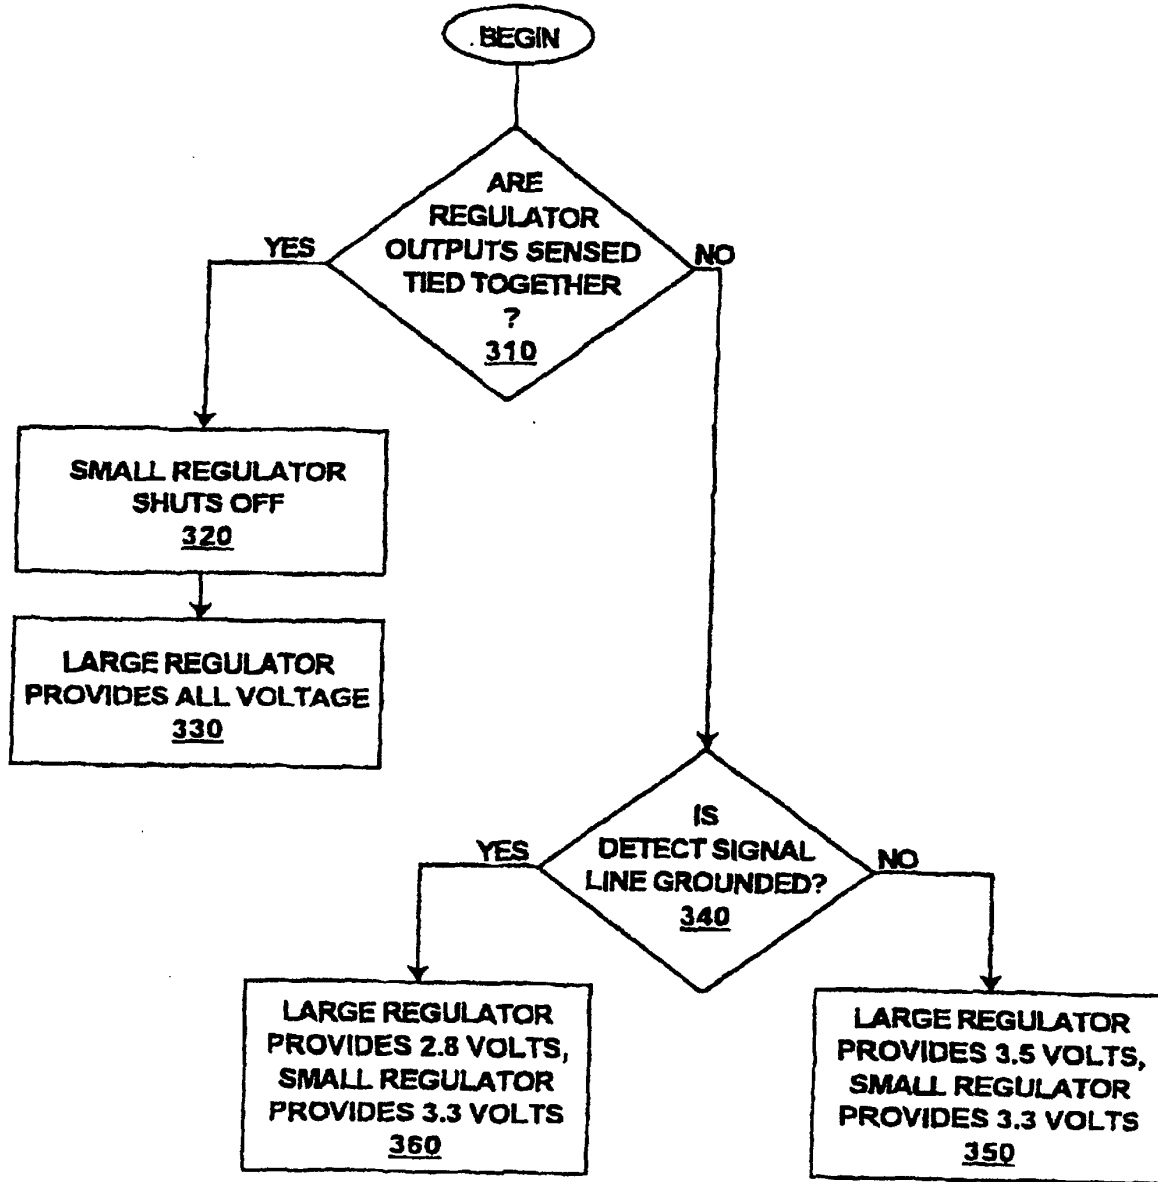 BEGIN
ARE
REGULATOR
OUTPUTS SENSED
TIED TOGETHER
?
310
YES
NO
SMALL REGULATOR
SHUTS OFF
320
LARGE REGULATOR
PROVIDES ALL VOLTAGE
330
IS
DETECT SIGNAL
LINE GROUNDED?
340
YES
NO
LARGE REGULATOR
PROVIDES 2.8 VOLTS,
SMALL REGULATOR
PROVIDES 3.3 VOLTS
360
LARGE REGULATOR
PROVIDES 3.5 VOLTS,
SMALL REGULATOR
PROVIDES 3.3 VOLTS
350